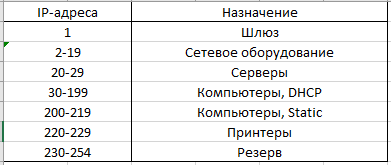 IP-адреса Назначение
1 Шлюз
2-19 Сетевое оборудование
20-29 Серверы
30-199 Компьютеры, DHCP
200-219 Компьютеры, Static
220-229 Принтеры
230-254 Резерв